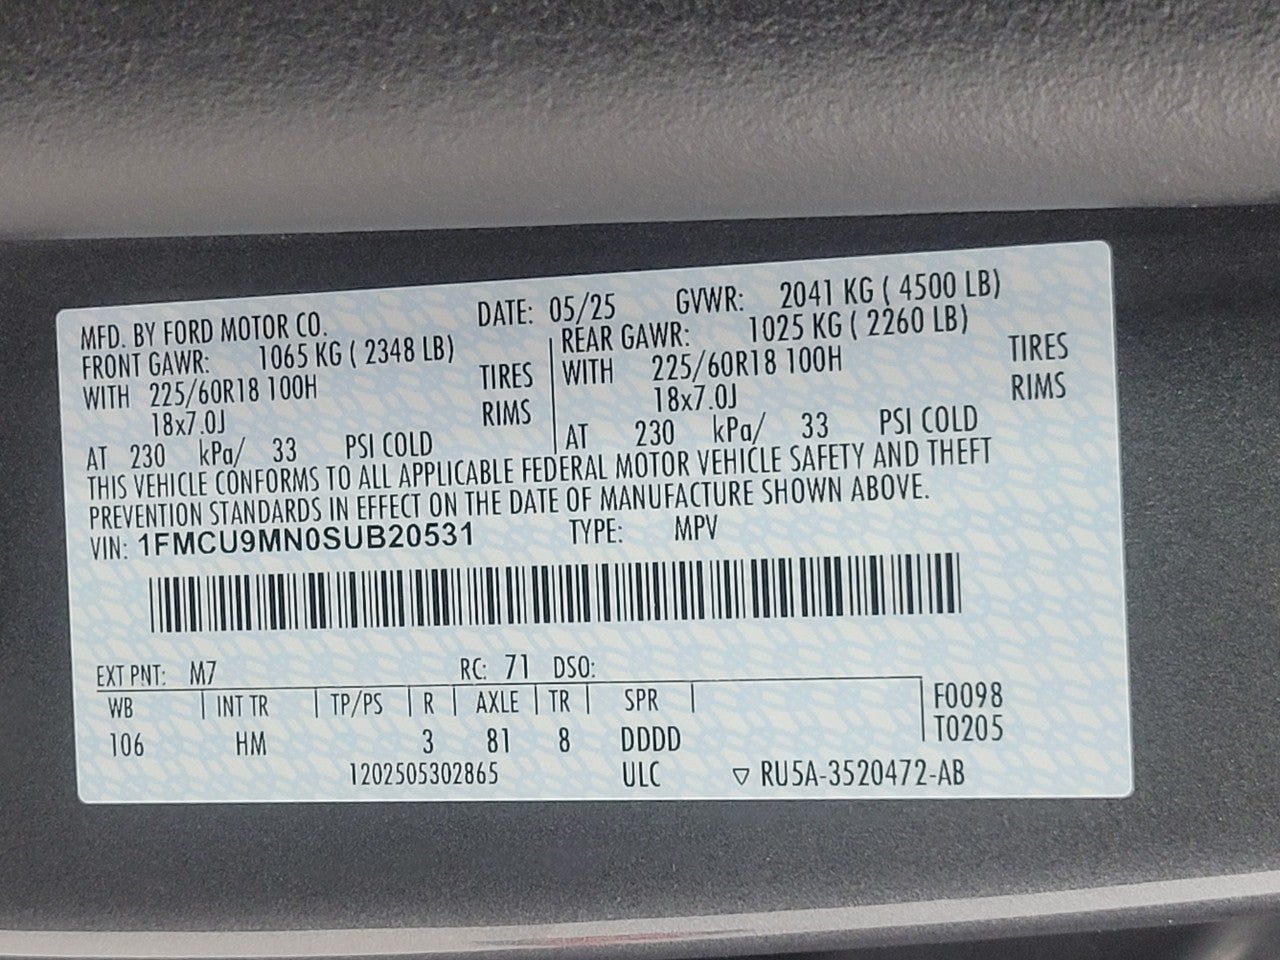 MFD. BY FORD MOTOR CO. DATE: 05/25 GVWR: 2041 KG ( 4500 LB)
FRONT GAWR: 1065 KG ( 2348 LB) REAR GAWR: 1025 KG ( 2260 LB)
WITH 225/60R18 100H TIRES WITH 225/60R18 100H TIRES
18x7.0J RIMS 18x7.0J RIMS
AT 230 kPa/ 33 PSI COLD AT 230 kPa/ 33 PSI COLD
THIS VEHICLE CONFORMS TO ALL APPLICABLE FEDERAL MOTOR VEHICLE SAFETY AND THEFT
PREVENTION STANDARDS IN EFFECT ON THE DATE OF MANUFACTURE SHOWN ABOVE.
VIN: 1FMCU9MN0SUB20531 TYPE: MPV
EXT PNT: M7 RC: 71 DSO:
WB INT TR TP/PS R AXLE TR SPR F0098
106 HM 3 81 8 DDDD T0205
1202505302865 ULC ▽ RU5A-3520472-AB